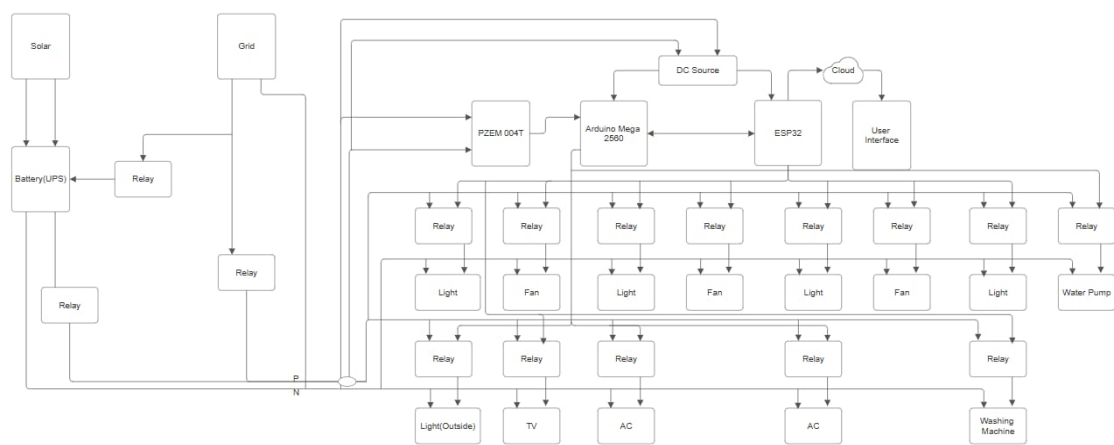 Solar
Grid
DC Source
Cloud
PZEM 004T
Arduino Mega
2560
ESP32
User
Interface
Battery(UPS)
Relay
Relay
Relay
Relay
Relay
Relay
Relay
Relay
Relay
Relay
Relay
Light
Fan
Light
Fan
Light
Fan
Light
Water Pump
Relay
Relay
Relay
Relay
Relay
P
N
Light(Outside)
TV
AC
AC
Washing
Machine